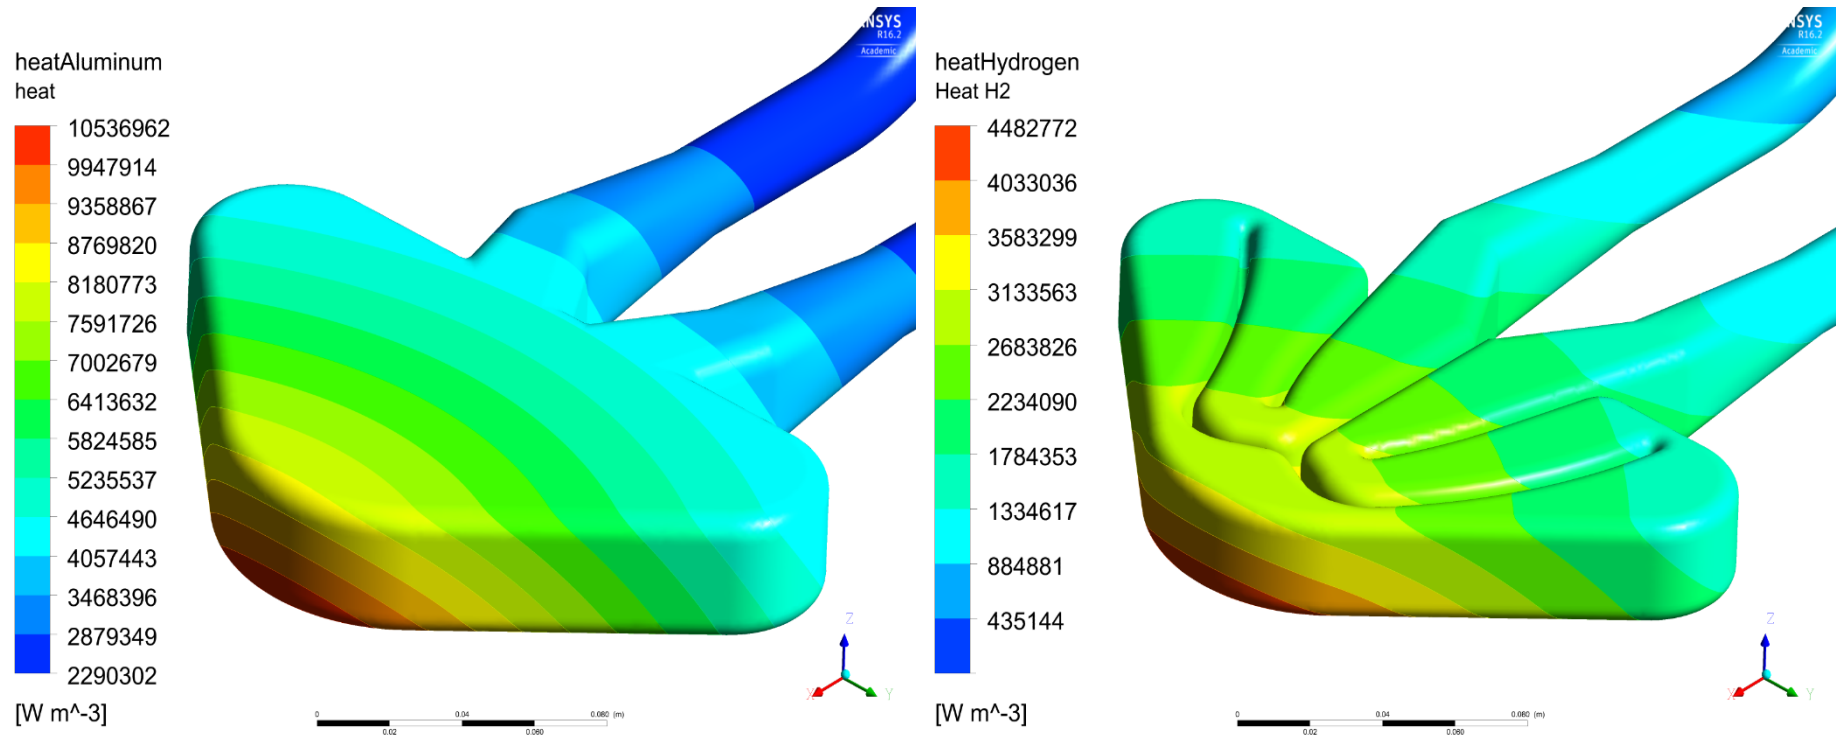 heatAluminum
heat
10536962
9947914
9358867
8769820
8180773
7591726
7002679
6413632
5824585
5235537
4646490
4057443
3468396
2879349
2290302
[W m^-3]
NSYS
R16.2
Academic
Z
X
Y
0
0.04
0.080 (m)
0.02
0.060
heatHydrogen
Heat H2
4482772
4033036
3583299
3133563
2683826
2234090
1784353
1334617
884881
435144
[W m^-3]
NSYS
R16.2
Academic
Z
X
Y
0
0.04
0.080 (m)
0.02
0.060